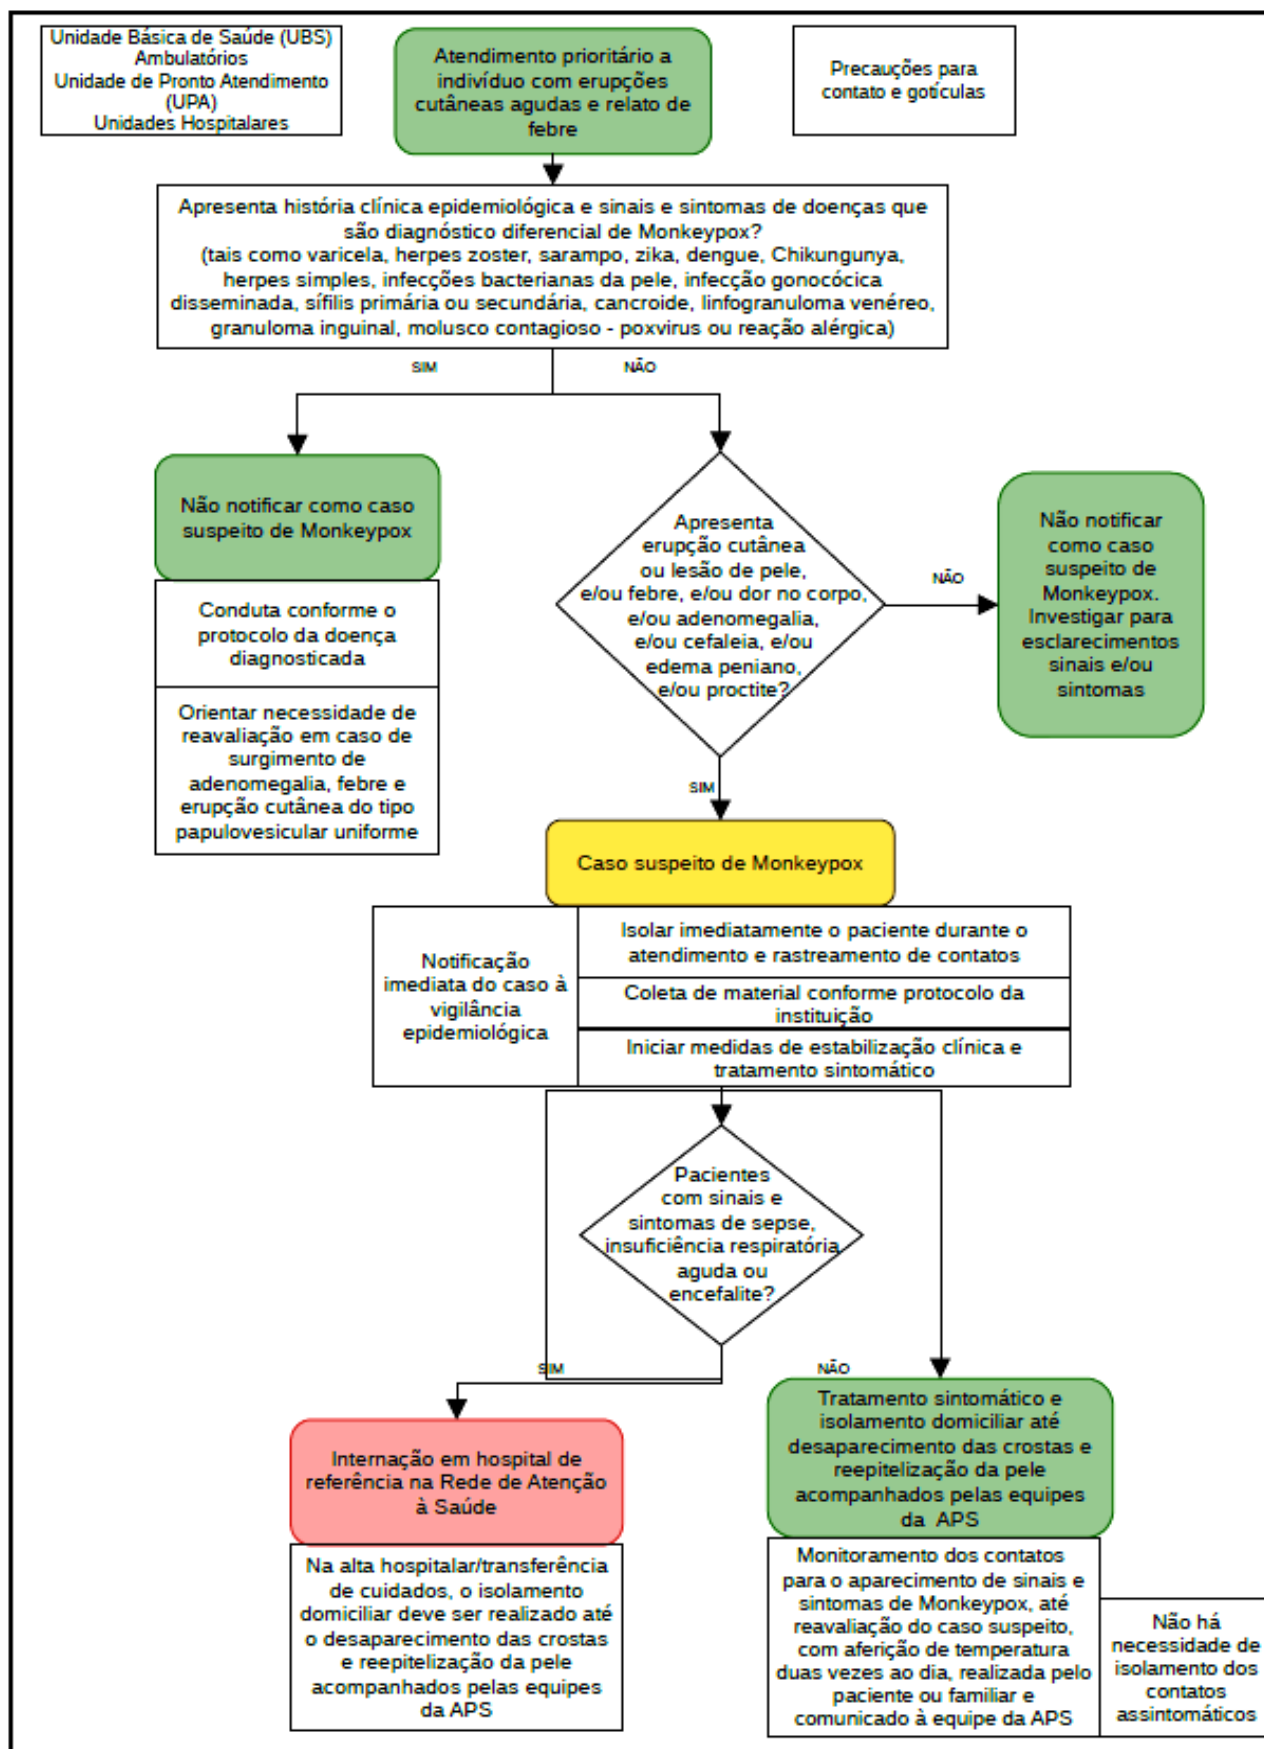 Unidade Básica de Saúde (UBS)
Ambulatórios
Unidade de Pronto Atendimento
(UPA)
Unidades Hospitalares
Atendimento prioritário a
indivíduo com erupções
cutâneas agudas e relato de
febre
Precauções para
contato e gotículas
Apresenta história clínica epidemiológica e sinais e sintomas de doenças que
são diagnóstico diferencial de Monkeypox?
(tais como varicela, herpes zoster, sarampo, zika, dengue, Chikungunya,
herpes simples, infecções bacterianas da pele, infecção gonocócica
disseminada, sífilis primária ou secundária, cancroide, linfogranuloma venéreo,
granuloma inguinal, molusco contagioso - poxvirus ou reação alérgica)
SIM
NÃO
Não notificar como caso
suspeito de Monkeypox
Conduta conforme o
protocolo da doença
diagnosticada
Orientar necessidade de
reavaliação em caso de
surgimento de
adenomegalia, febre e
erupção cutânea do tipo
papulovesicular uniforme
Apresenta
erupção cutânea
ou lesão de pele,
e/ou febre, e/ou dor no corpo,
e/ou adenomegalia,
e/ou cefaleia, e/ou
edema peniano,
e/ou proctite?
NÃO
Não notificar
como caso
suspeito de
Monkeypox.
Investigar para
esclarecimentos
sinais e/ou
sintomas
SIM
Caso suspeito de Monkeypox
Notificação
imediata do caso à
vigilância
epidemiológica
Isolar imediatamente o paciente durante o
atendimento e rastreamento de contatos
Coleta de material conforme protocolo da
instituição
Iniciar medidas de estabilização clínica e
tratamento sintomático
Pacientes
com sinais e
sintomas de sepse,
insuficiência respiratória
aguda ou
encefalite?
SIM
NÃO
Internação em hospital de
referência na Rede de Atenção
à Saúde
Na alta hospitalar/transferência
de cuidados, o isolamento
domiciliar deve ser realizado até
o desaparecimento das crostas
e reepitelização da pele
acompanhados pelas equipes
da APS
Tratamento sintomático e
isolamento domiciliar até
desaparecimento das crostas e
reepitelização da pele
acompanhados pelas equipes
da APS
Monitoramento dos contatos
para o aparecimento de sinais e
sintomas de Monkeypox, até
reavaliação do caso suspeito,
com aferição de temperatura
duas vezes ao dia, realizada pelo
paciente ou familiar e
comunicado à equipe da APS
Não há
necessidade de
isolamento dos
contatos
assintomáticos